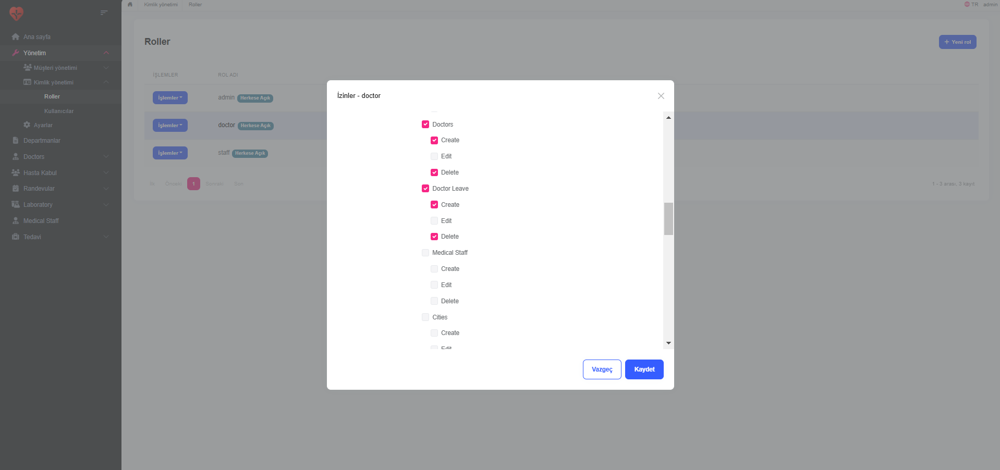 Kimlik yönetimi
Roller
TR
admin
Ana sayfa
Yönetim
Müşteri yönetimi
Kimlik yönetimi
Roller
Kullanıcılar
Ayarlar
Departmanlar
Doctors
Hasta Kabul
Randevular
Laboratory
Medical Staff
Tedavi
Roller
+ Yeni rol
İŞLEMLER
ROL ADI
İşlemler
admin Herkese Açık
İşlemler
doctor Herkese Açık
İşlemler
staff Herkese Açık
İlk
Önceki
1
Sonraki
Son
1 - 3 arası, 3 kayıt
İzinler - doctor
Doctors
Create
Edit
Delete
Doctor Leave
Create
Edit
Delete
Medical Staff
Create
Edit
Delete
Cities
Create
Edit
Vazgeç
Kaydet